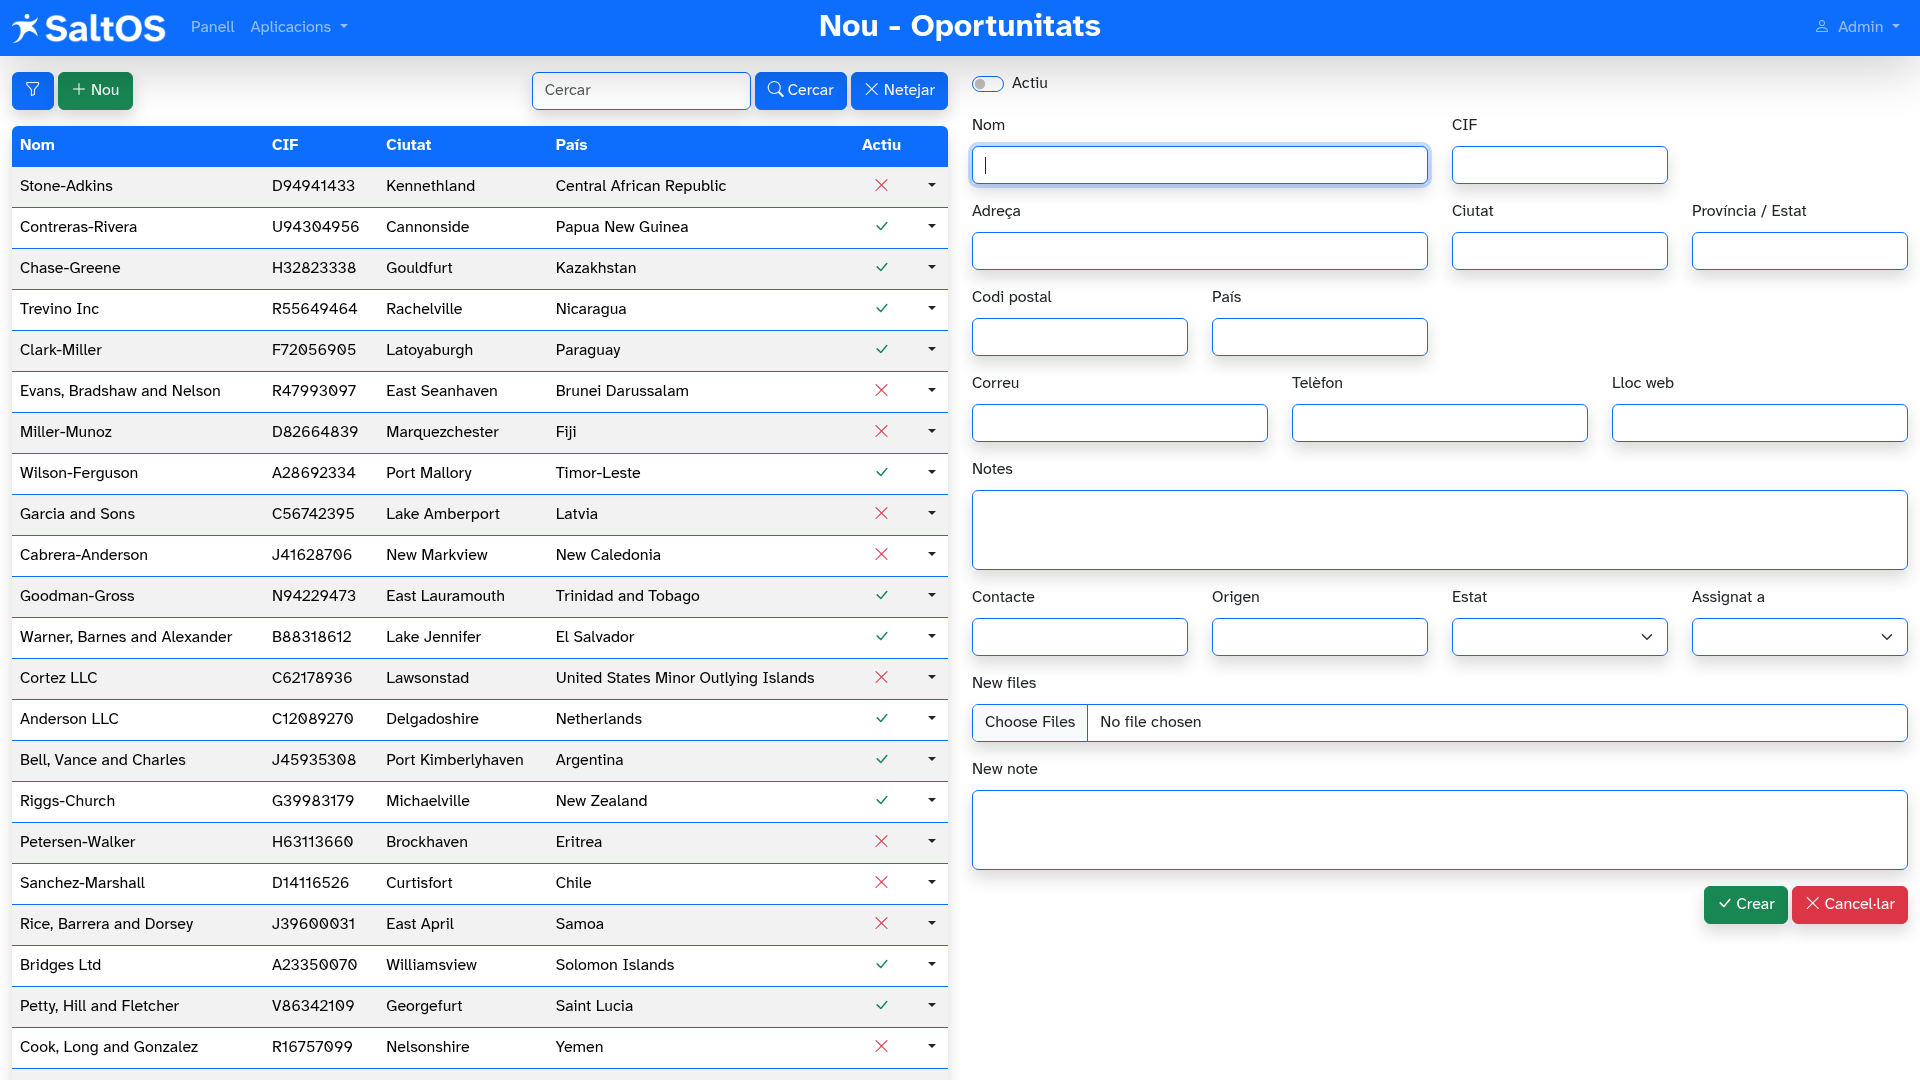 SaltOS Panell Aplicacions Nou - Oportunitats Admin
Nou Cercar Cercar Netejar
Nom CIF Ciutat País Actiu
Stone-Adkins D94941433 Kennethland Central African Republic
Contreras-Rivera U94304956 Cannonside Papua New Guinea
Chase-Greene H32823338 Gouldfurt Kazakhstan
Trevino Inc R55649464 Rachelville Nicaragua
Clark-Miller F72056905 Latoyaburgh Paraguay
Evans, Bradshaw and Nelson R47993097 East Seanhaven Brunei Darussalam
Miller-Munoz D82664839 Marquezchester Fiji
Wilson-Ferguson A28692334 Port Mallory Timor-Leste
Garcia and Sons C56742395 Lake Amberport Latvia
Cabrera-Anderson J41628706 New Markview New Caledonia
Goodman-Gross N94229473 East Lauramouth Trinidad and Tobago
Warner, Barnes and Alexander B88318612 Lake Jennifer El Salvador
Cortez LLC C62178936 Lawsonstad United States Minor Outlying Islands
Anderson LLC C12089270 Delgadoshire Netherlands
Bell, Vance and Charles J45935308 Port Kimberlyhaven Argentina
Riggs-Church G39983179 Michaelville New Zealand
Petersen-Walker H63113660 Brockhaven Eritrea
Sanchez-Marshall D14116526 Curtisfort Chile
Rice, Barrera and Dorsey J39600031 East April Samoa
Bridges Ltd A23350070 Williamsview Solomon Islands
Petty, Hill and Fletcher V86342109 Georgefurt Saint Lucia
Cook, Long and Gonzalez R16757099 Nelsonshire Yemen
Actiu
Nom CIF
Adreça Ciutat Província / Estat
Codi postal País
Correu Telèfon Lloc web
Notes
Contacte Origen Estat Assignat a
New files
Choose Files No file chosen
New note
Crear Cancel·lar